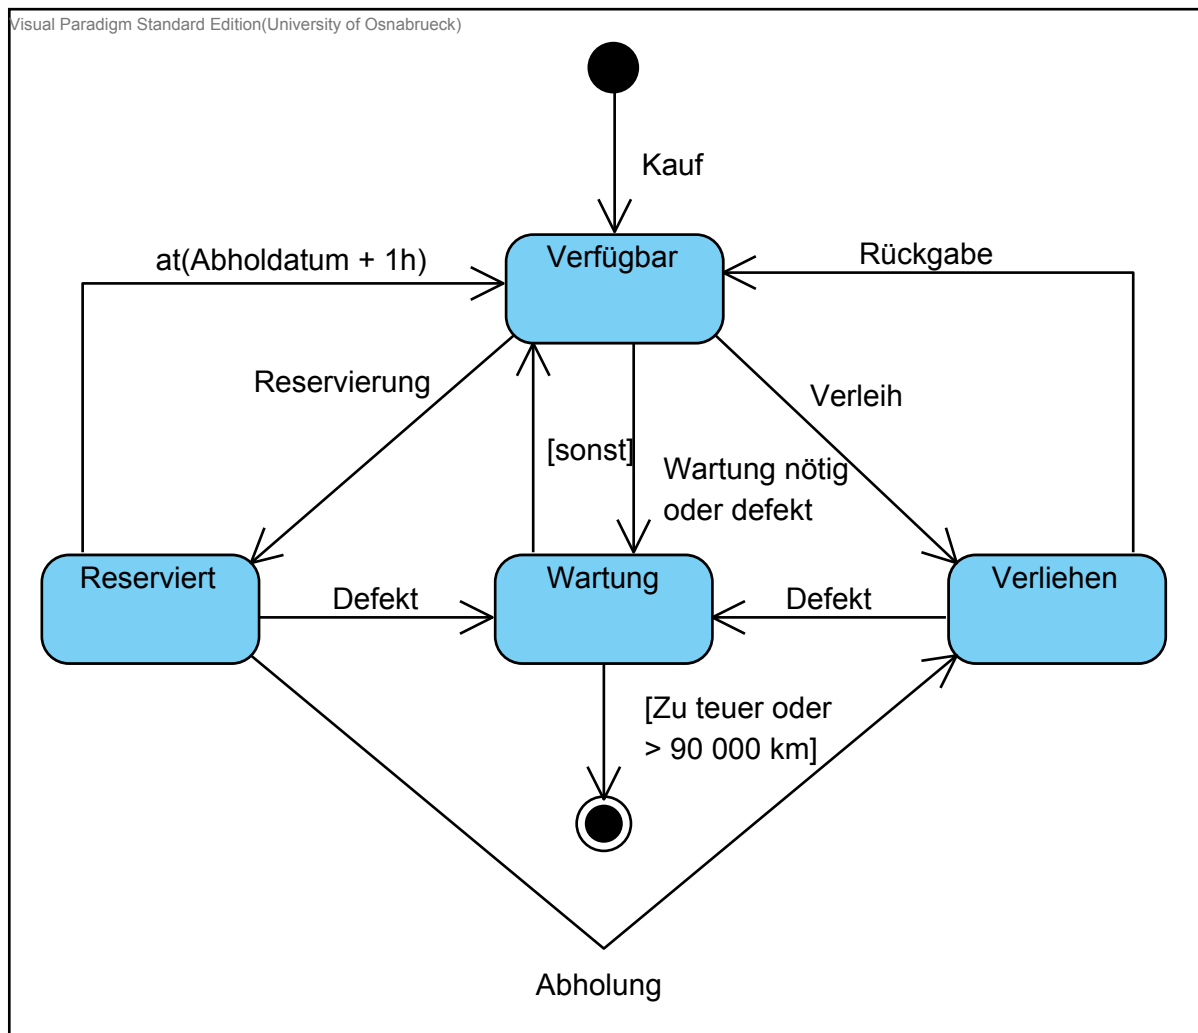 Visual Paradigm Standard Edition(University of Osnabrueck)
Kauf
at(Abholdatum + 1h)
Verfügbar
Rückgabe
Reservierung
Verleih
[sonst]
Wartung nötig
oder defekt
Reserviert
Wartung
Verliehen
Defekt
Defekt
[Zu teuer oder
> 90 000 km]
Abholung